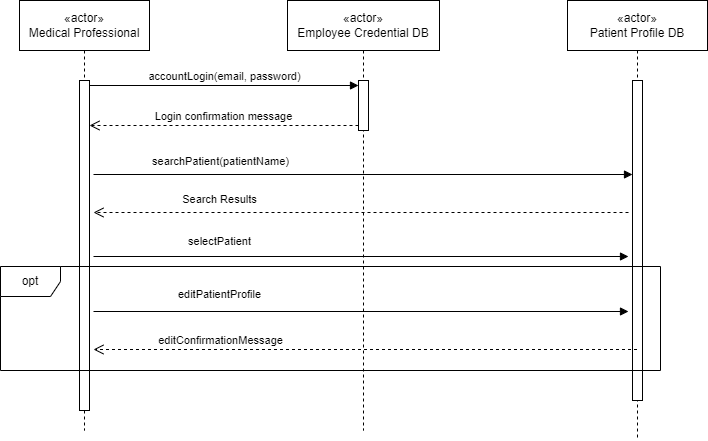 «actor»
Medical Professional
«actor»
Employee Credential DB
«actor»
Patient Profile DB
accountLogin(email, password)
Login confirmation message
searchPatient(patientName)
Search Results
selectPatient
opt
editPatientProfile
editConfirmationMessage